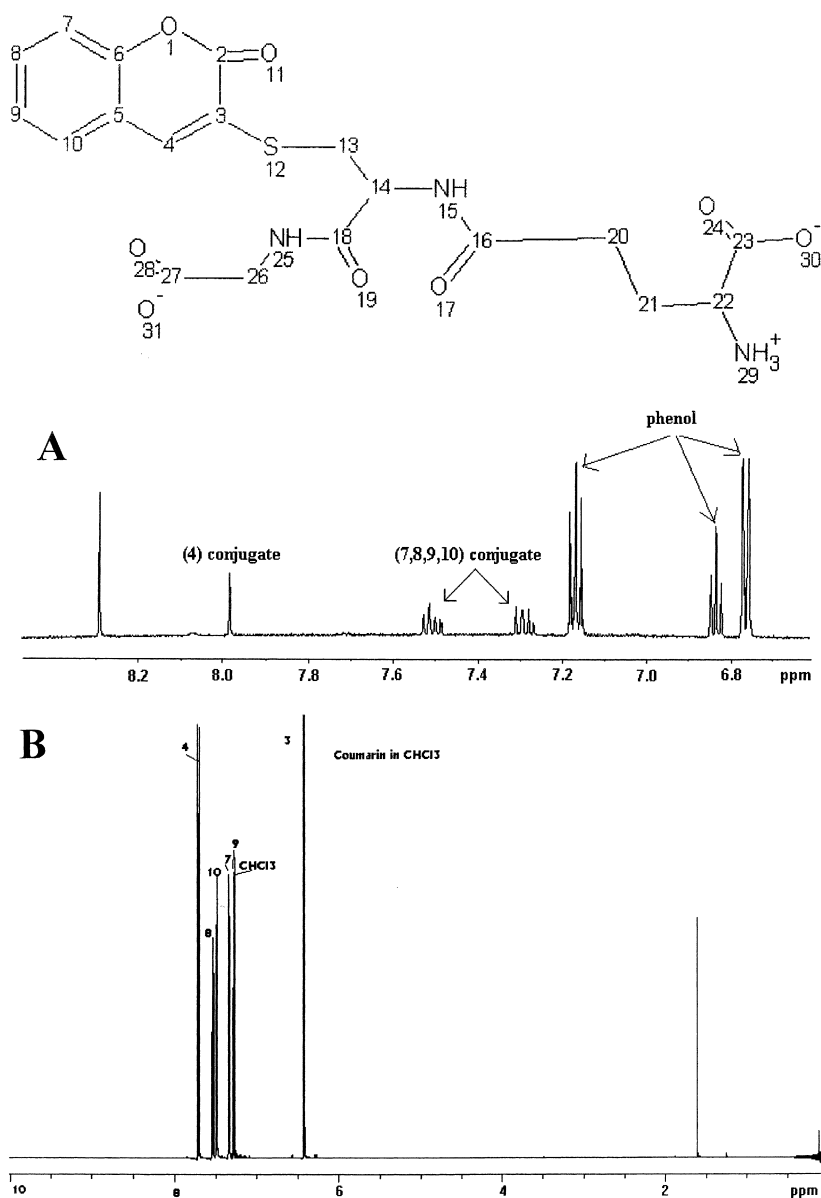 7
O
1
8
6
2
O
11
9
5
3
10
4
S
12
13
14
NH
15
O
24
23
O-
30
NH
25
18
16
20
O
28
27
26
O
19
O
17
21
22
O-
31
NH3+
29
A
phenol
(4) conjugate
(7,8,9,10) conjugate
8.2 8.0 7.8 7.6 7.4 7.2 7.0 6.8 ppm
B
4
3
Coumarin in CHCl3
9
7
CHCl3
10
8
10 8 6 4 2 ppm